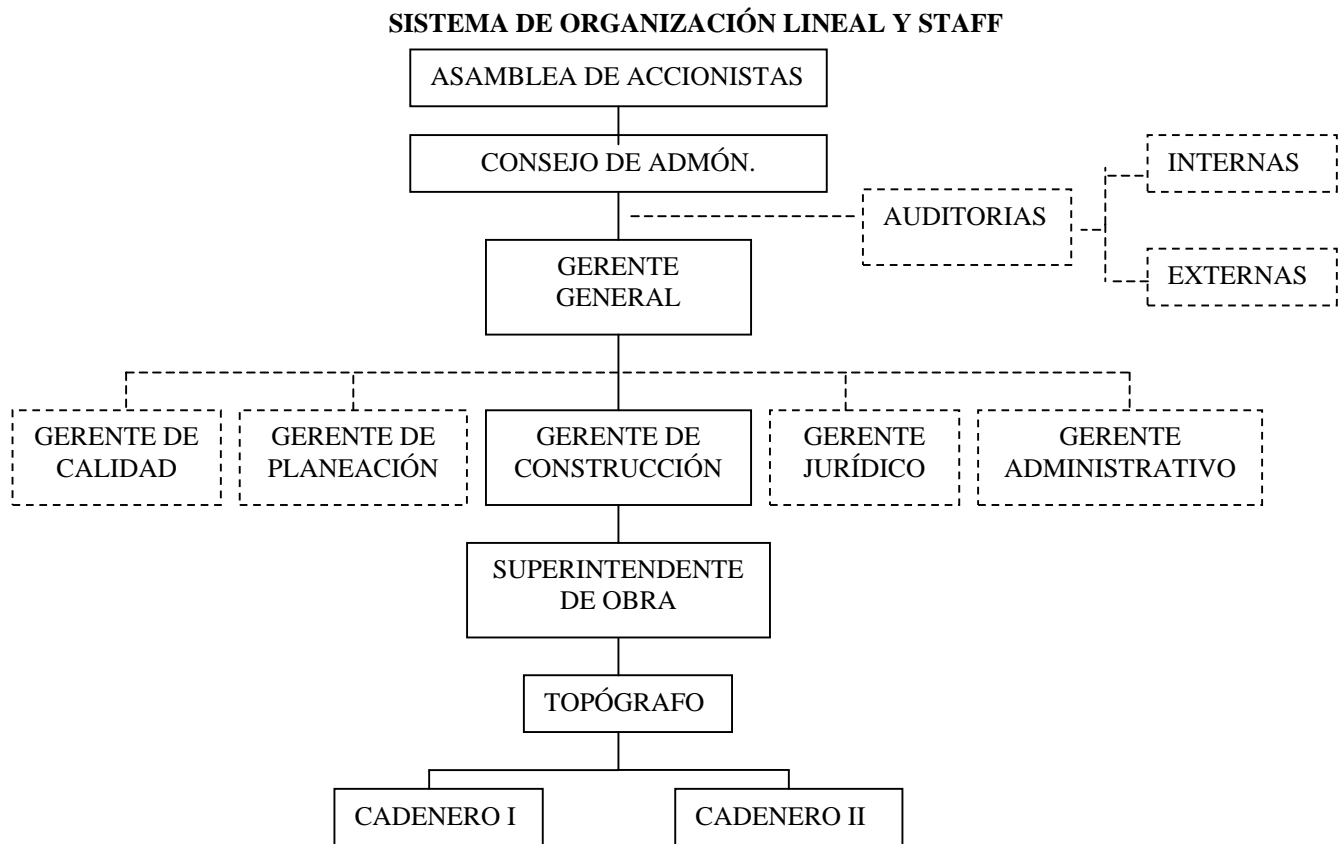 SISTEMA DE ORGANIZACIÓN LINEAL Y STAFF
ASAMBLEA DE ACCIONISTAS
CONSEJO DE ADMÓN.
INTERNAS
AUDITORIAS
EXTERNAS
GERENTE
GENERAL
GERENTE DE
CALIDAD
GERENTE DE
PLANEACIÓN
GERENTE DE
CONSTRUCCIÓN
GERENTE
JURÍDICO
GERENTE
ADMINISTRATIVO
SUPERINTENDENTE
DE OBRA
TOPÓGRAFO
CADENERO I
CADENERO II